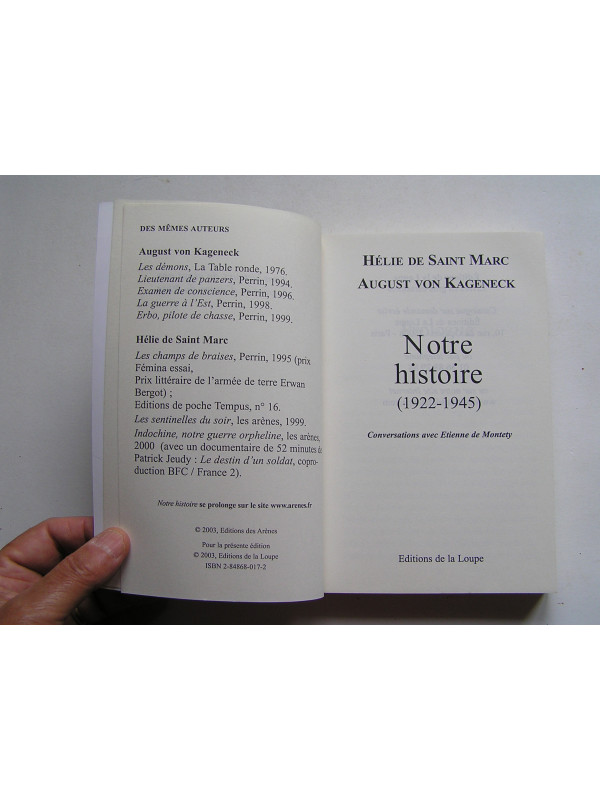 DES MÊMES AUTEURS
August von Kageneck
Les démons, La Table ronde, 1976.
Lieutenant de panzers, Perrin, 1994.
Examen de conscience, Perrin, 1996.
La guerre à l'Est, Perrin, 1998.
Erbo, pilote de chasse, Perrin, 1999.
Hélie de Saint Marc
Les champs de braises, Perrin, 1995 (prix
Fémina essai,
Prix littéraire de l'armée de terre Erwan
Bergot) ;
Editions de poche Tempus, n° 16.
Les sentinelles du soir, les arènes, 1999.
Indochine, notre guerre orpheline, les arènes,
2000 (avec un documentaire de 52 minutes de
Patrick Jeudy : Le destin d'un soldat, copro-
duction BFC / France 2).
Notre histoire se prolonge sur le site www.arenes.fr
© 2003, Editions des Arènes
Pour la présente édition
© 2003, Editions de la Loupe
ISBN 2-84868-017-2
HÉLIE DE SAINT MARC
AUGUST VON KAGENECK
Notre
histoire
(1922-1945)
Conversations avec Etienne de Montety
Editions de la Loupe